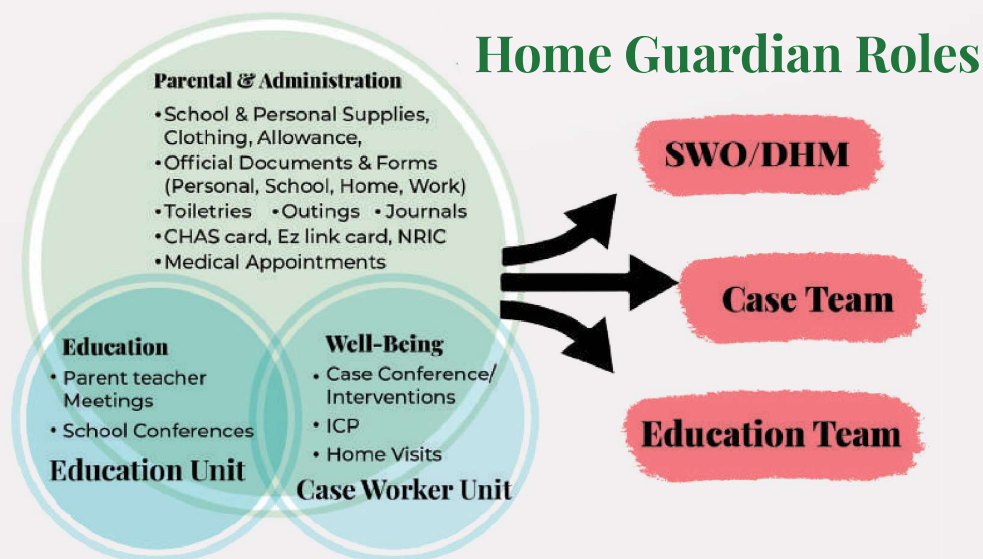 Home Guardian Roles
Parental & Administration
•School & Personal Supplies,
Clothing, Allowance,
•Official Documents & Forms
(Personal, School, Home, Work)
•Toiletries •Outings •Journals
•CHAS card, Ez link card, NRIC
•Medical Appointments
Education
• Parent teacher
Meetings
• School Conferences
Education Unit
Well-Being
• Case Conference/
Interventions
• ICP
• Home Visits
Case Worker Unit
SWO/DHM
Case Team
Education Team